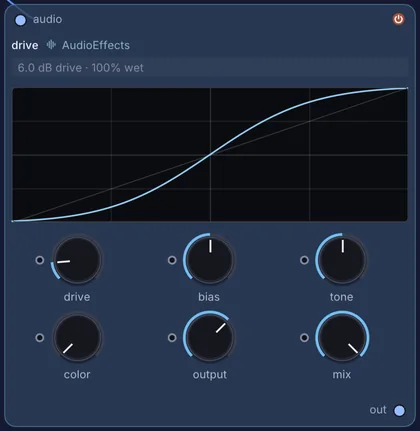 audio
drive AudioEffects
6.0 dB drive · 100% wet
drive bias tone
color output mix
out